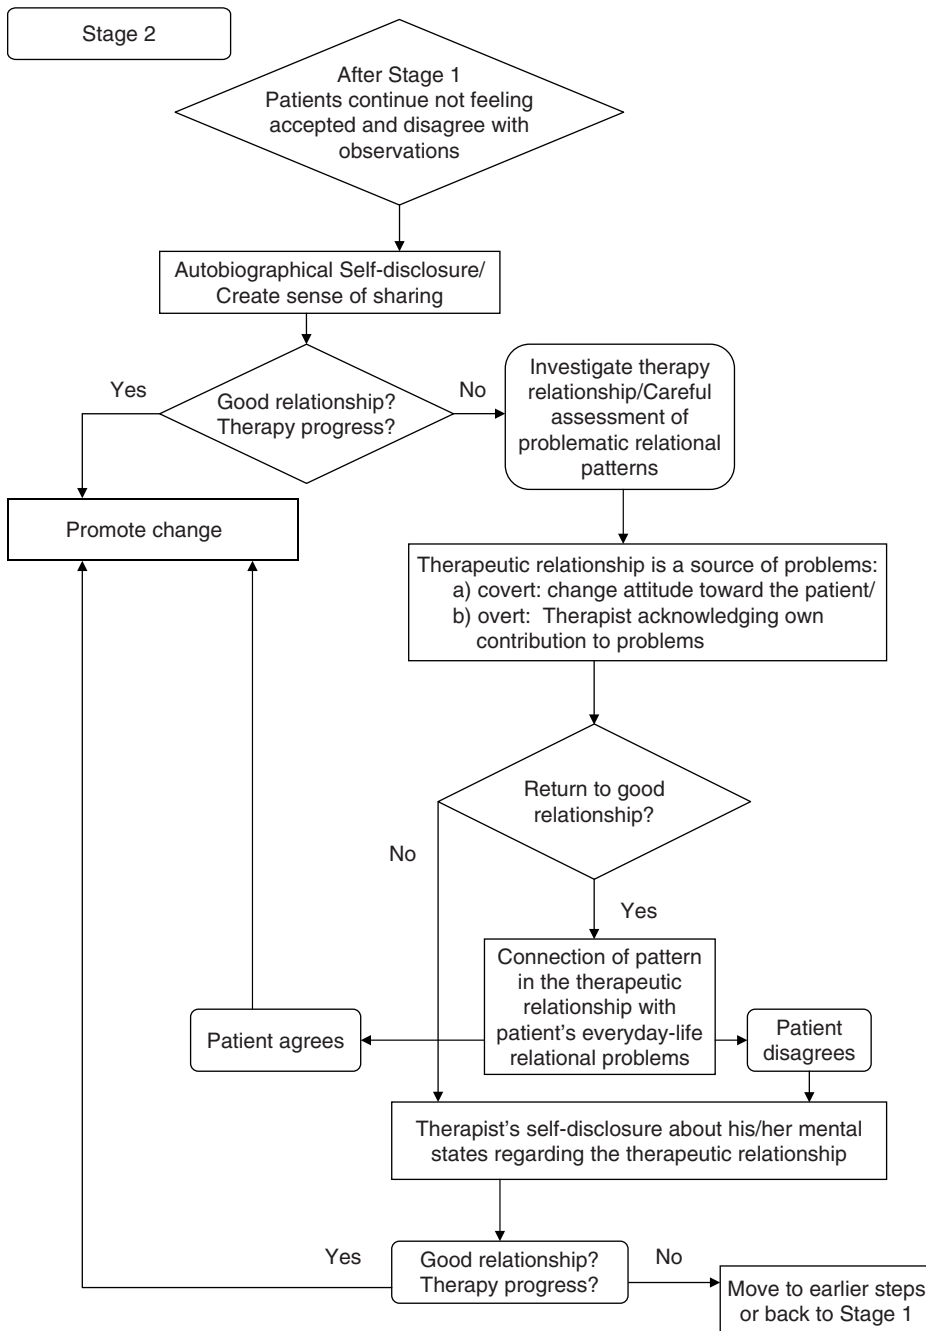 Stage 2
After Stage 1
Patients continue not feeling
accepted and disagree with
observations
Autobiographical Self-disclosure/
Create sense of sharing
Yes
Good relationship?
Therapy progress?
No
Investigate therapy
relationship/Careful
assessment of
problematic relational
patterns
Promote change
Therapeutic relationship is a source of problems:
a) covert: change attitude toward the patient/
b) overt: Therapist acknowledging own
contribution to problems
Return to good
relationship?
No
Yes
Connection of pattern
in the therapeutic
relationship with
patient's everyday-life
relational problems
Patient agrees
Patient
disagrees
Therapist's self-disclosure about his/her mental
states regarding the therapeutic relationship
Yes
Good relationship?
Therapy progress?
No
Move to earlier steps
or back to Stage 1